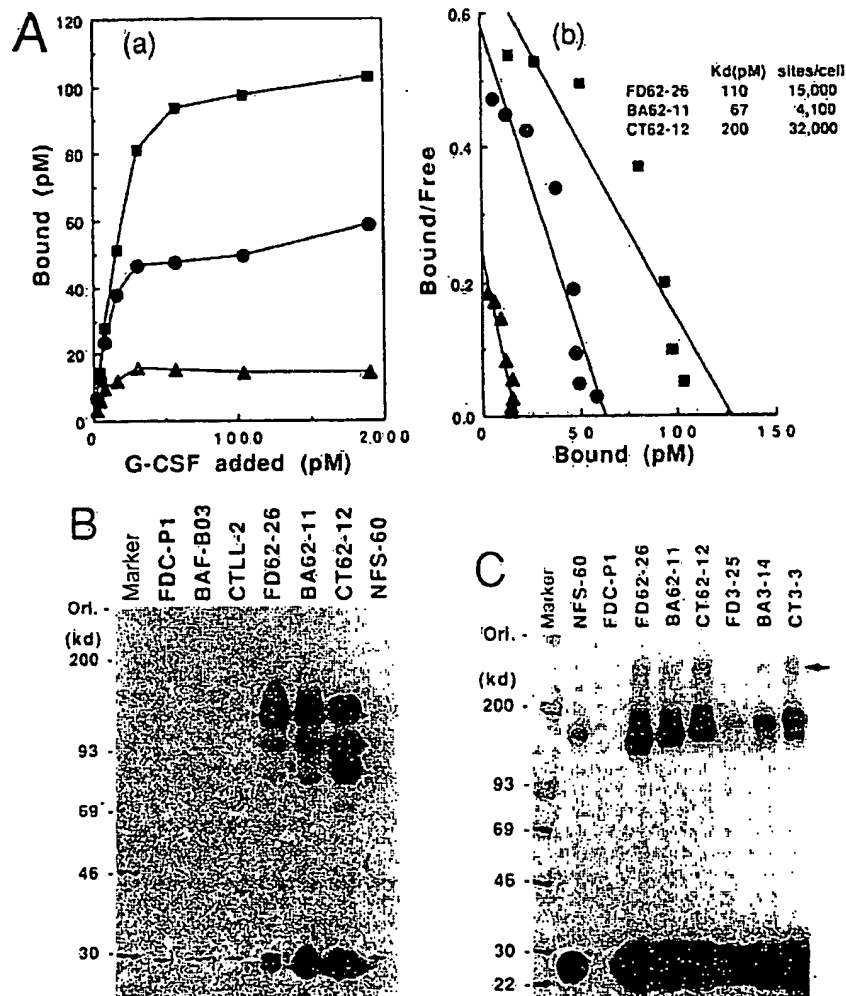 A
(a)
Bound (pM)
120
100
80
60
40
20
0
0 1000 2000
G-CSF added (pM)
(b)
Bound/Free
0.6
0.4
0.2
0.0
0 50 100 150
Bound (pM)
Kd(pM) sites/cell
FD62-26 110 15,000
BA62-11 67 4,100
CT62-12 200 32,000
B
Marker
FDC-P1
BAF-B03
CTLL-2
FD62-26
BA62-11
CT62-12
NFS-60
Ori. -
(kd)
200 -
93 -
69 -
46 -
30 -
C
Marker
NFS-60
FDC-P1
FD62-26
BA62-11
CT62-12
FD3-25
BA3-14
CT3-3
Ori. -
(kd)
200 -
93 -
69 -
46 -
30 -
22 -